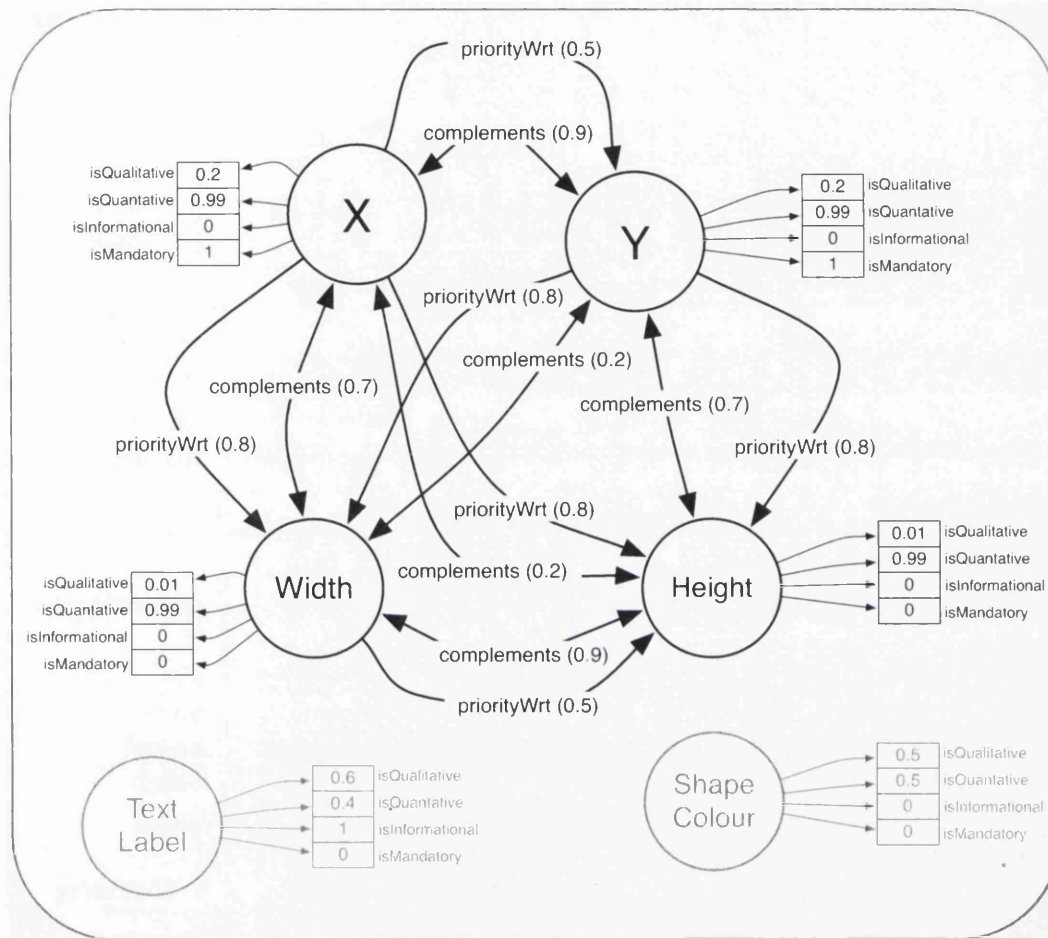 priorityWrt (0.5)
complements (0.9)
isQualitative 0.2
isQuantative 0.99
isInformational 0
isMandatory 1
X
Y
0.2 isQualitative
0.99 isQuantative
0 isInformational
1 isMandatory
priorityWrt (0.8)
complements (0.2)
complements (0.7)
complements (0.7)
priorityWrt (0.8)
priorityWrt (0.8)
priorityWrt (0.8)
complements (0.2)
isQualitative 0.01
isQuantative 0.99
isInformational 0
isMandatory 0
Width
Height
0.01 isQualitative
0.99 isQuantative
0 isInformational
0 isMandatory
complements (0.9)
priorityWrt (0.5)
Text
Label
0.6 isQualitative
0.4 isQuantative
1 isInformational
0 isMandatory
Shape
Colour
0.5 isQualitative
0.5 isQuantative
0 isInformational
0 isMandatory